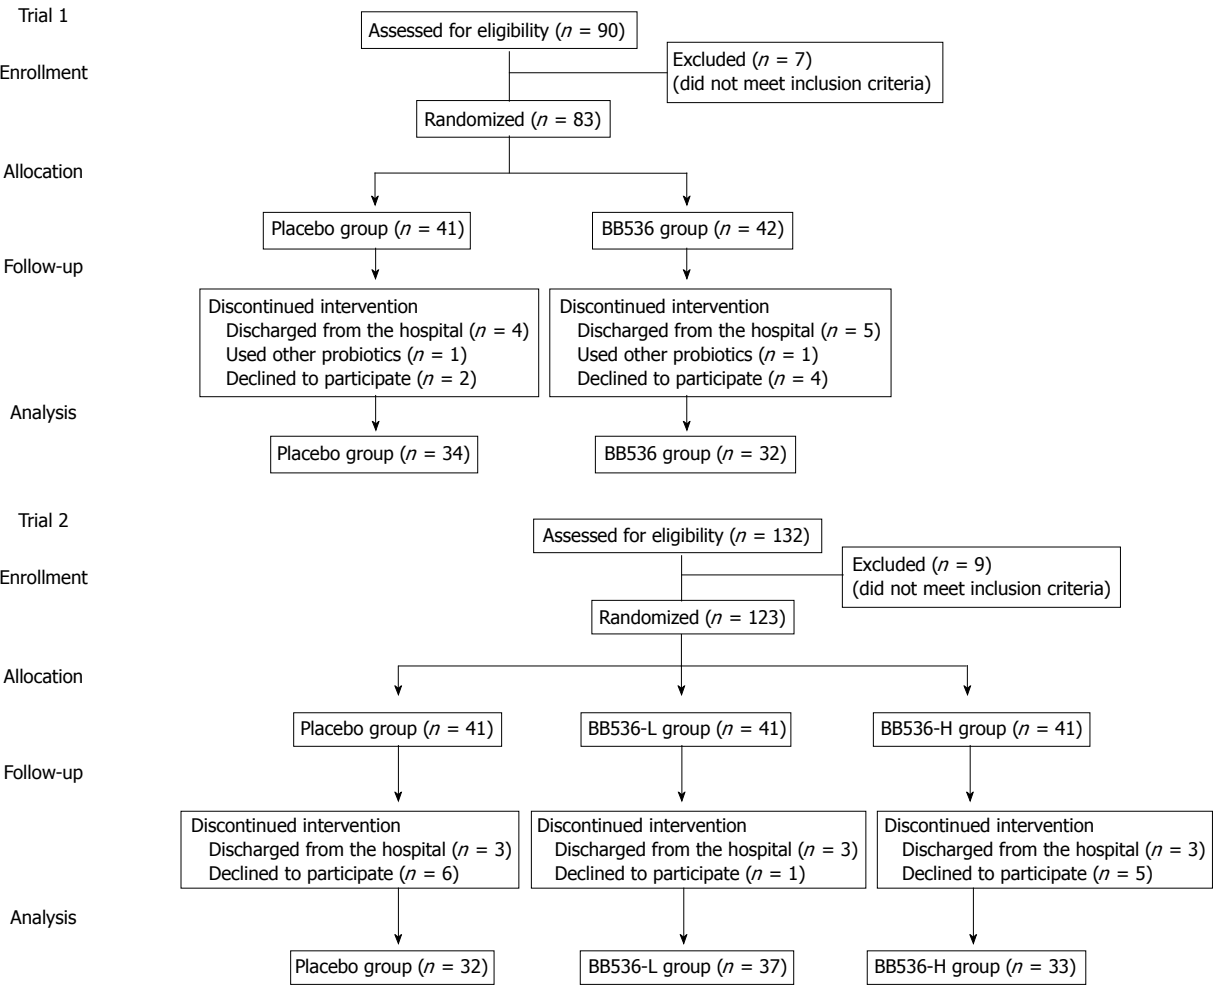 Trial 1
Assessed for eligibility (n = 90)
Enrollment
Excluded (n = 7)
(did not meet inclusion criteria)
Randomized (n = 83)
Allocation
Placebo group (n = 41)
BB536 group (n = 42)
Follow-up
Discontinued intervention
Discharged from the hospital (n = 4)
Used other probiotics (n = 1)
Declined to participate (n = 2)
Discontinued intervention
Discharged from the hospital (n = 5)
Used other probiotics (n = 1)
Declined to participate (n = 4)
Analysis
Placebo group (n = 34)
BB536 group (n = 32)
Trial 2
Assessed for eligibility (n = 132)
Enrollment
Excluded (n = 9)
(did not meet inclusion criteria)
Randomized (n = 123)
Allocation
Placebo group (n = 41)
BB536-L group (n = 41)
BB536-H group (n = 41)
Follow-up
Discontinued intervention
Discharged from the hospital (n = 3)
Declined to participate (n = 6)
Discontinued intervention
Discharged from the hospital (n = 3)
Declined to participate (n = 1)
Discontinued intervention
Discharged from the hospital (n = 3)
Declined to participate (n = 5)
Analysis
Placebo group (n = 32)
BB536-L group (n = 37)
BB536-H group (n = 33)